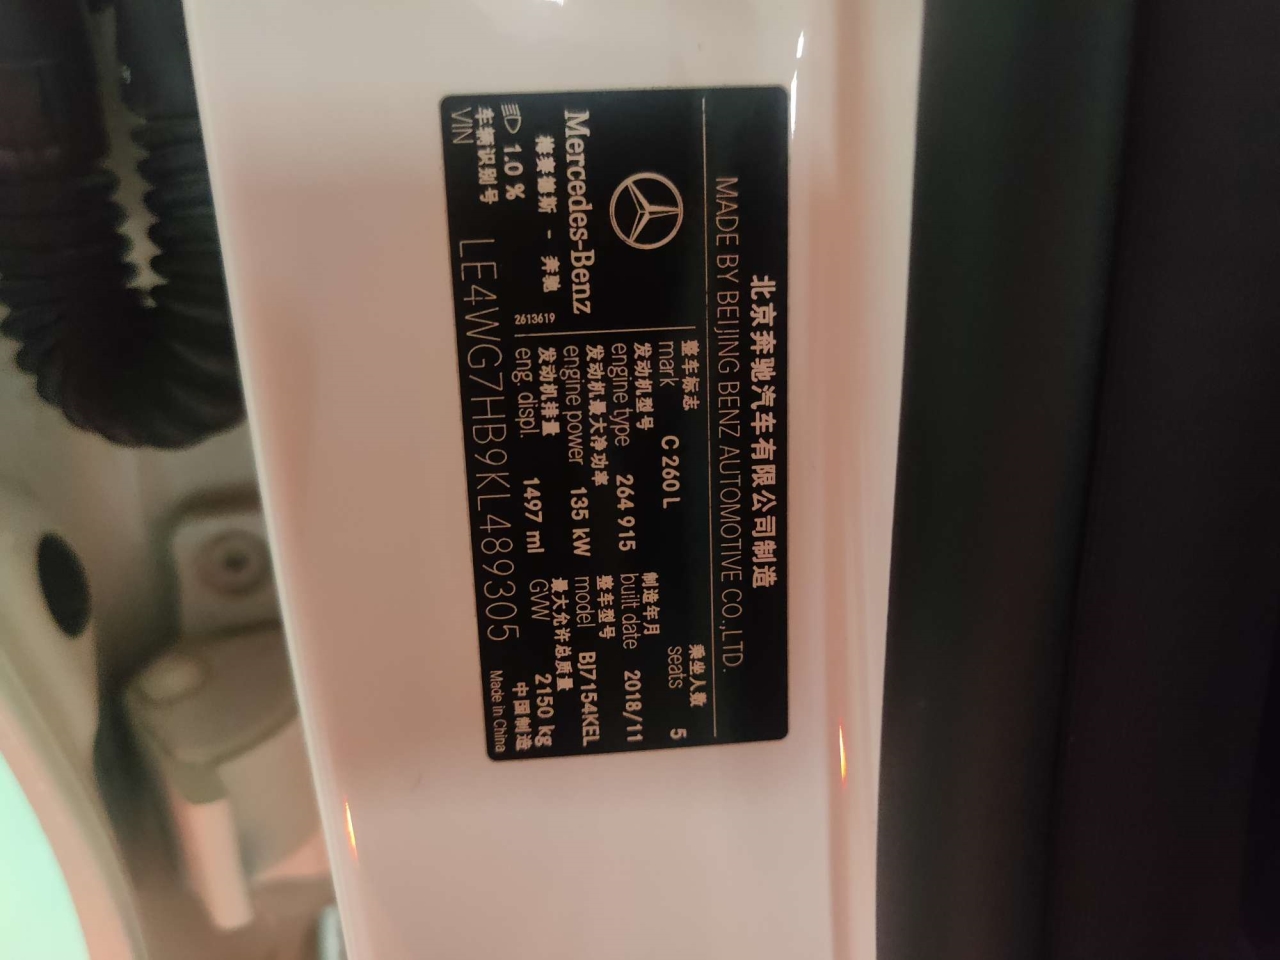 北京奔驰汽车有限公司制造
MADE BY BEIJING BENZ AUTOMOTIVE CO.,LTD.
Mercedes-Benz
梅赛德斯 - 奔驰
1.0 %
2613619
整车标志
mark C 260 L
乘坐人数
seats 5
发动机型号
engine type 264 915
制造年月
built date 2018/11
发动机最大净功率
engine power 135 kW
整车型号
model BJ7154KEL
发动机排量
eng. displ. 1497 ml
最大允许总质量
GVW 2150 kg
车辆识别号
VIN LE4WG7HB9KL489305
中国制造
Made in China